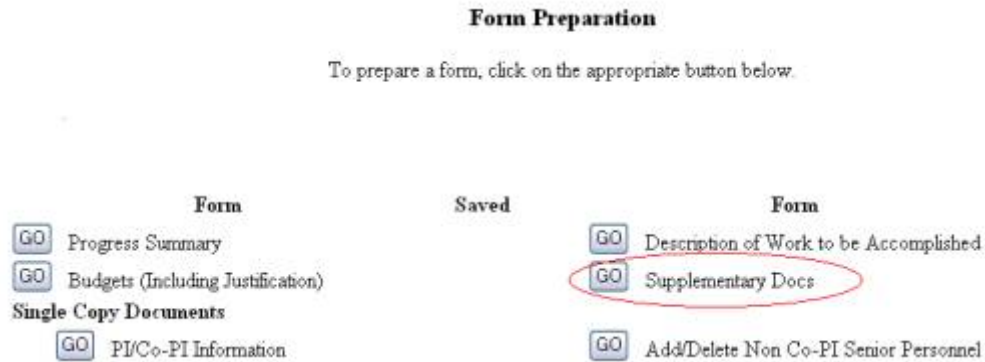 Form Preparation
To prepare a form, click on the appropriate button below.
Form Saved Form
GO Progress Summary GO Description of Work to be Accomplished
GO Budgets (Including Justification) GO Supplementary Docs
Single Copy Documents
GO PI/Co-PI Information GO Add/Delete Non Co-PI Senior Personnel